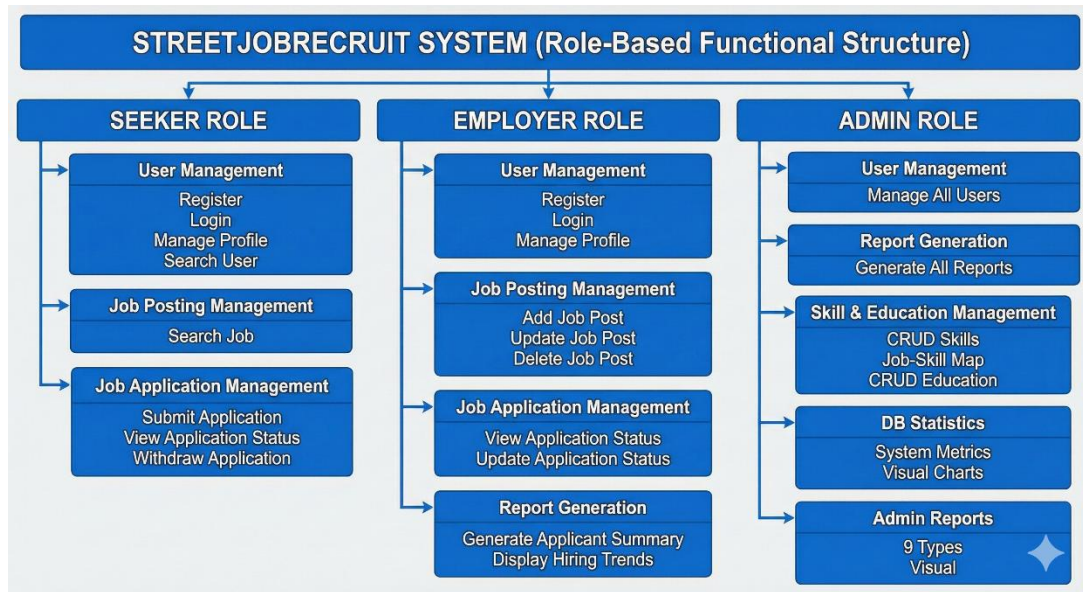 STREETJOBRECRUIT SYSTEM (Role-Based Functional Structure)
SEEKER ROLE
User Management
Register
Login
Manage Profile
Search User
Job Posting Management
Search Job
Job Application Management
Submit Application
View Application Status
Withdraw Application
EMPLOYER ROLE
User Management
Register
Login
Manage Profile
Job Posting Management
Add Job Post
Update Job Post
Delete Job Post
Job Application Management
View Application Status
Update Application Status
Report Generation
Generate Applicant Summary
Display Hiring Trends
ADMIN ROLE
User Management
Manage All Users
Report Generation
Generate All Reports
Skill & Education Management
CRUD Skills
Job-Skill Map
CRUD Education
DB Statistics
System Metrics
Visual Charts
Admin Reports
9 Types
Visual